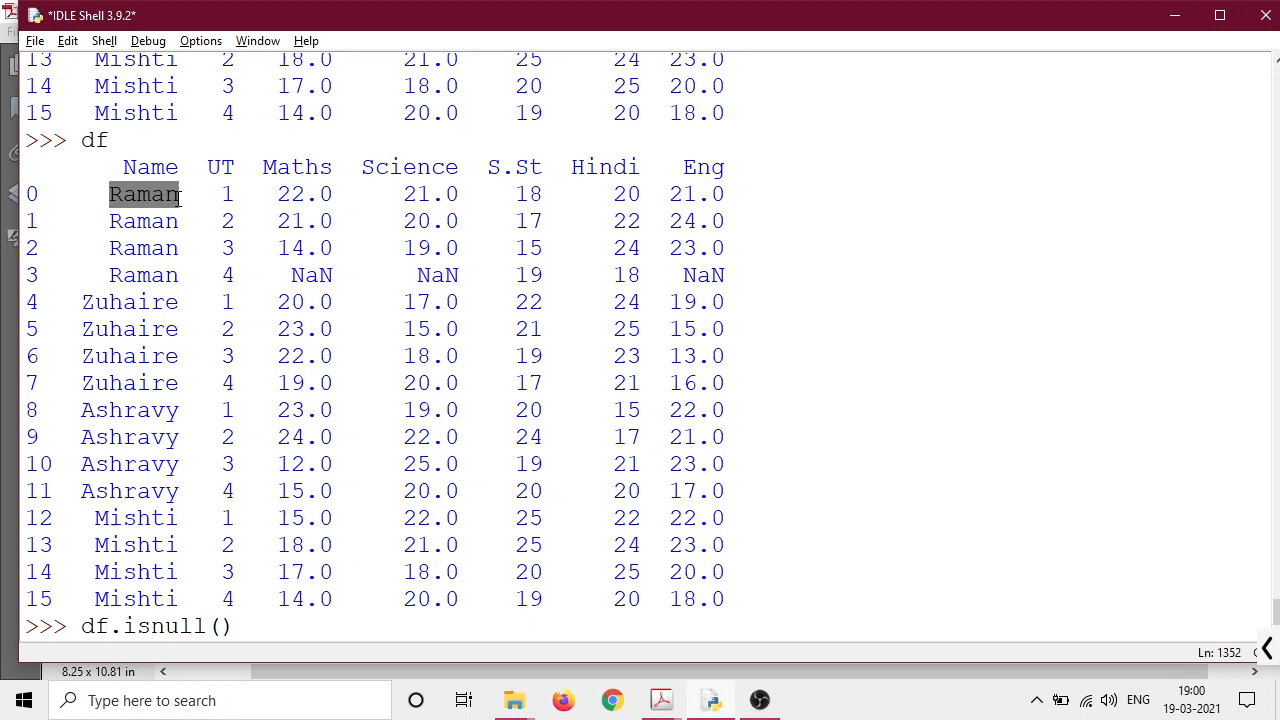 *IDLE Shell 3.9.2*
File Edit Shell Debug Options Window Help
13 Mishti 2 18.0 21.0 25 24 23.0
14 Mishti 3 17.0 18.0 20 25 20.0
15 Mishti 4 14.0 20.0 19 20 18.0
>>> df
Name UT Maths Science S.St Hindi Eng
0 Raman 1 22.0 21.0 18 20 21.0
1 Raman 2 21.0 20.0 17 22 24.0
2 Raman 3 14.0 19.0 15 24 23.0
3 Raman 4 NaN NaN 19 18 NaN
4 Zuhaire 1 20.0 17.0 22 24 19.0
5 Zuhaire 2 23.0 15.0 21 25 15.0
6 Zuhaire 3 22.0 18.0 19 23 13.0
7 Zuhaire 4 19.0 20.0 17 21 16.0
8 Ashravy 1 23.0 19.0 20 15 22.0
9 Ashravy 2 24.0 22.0 24 17 21.0
10 Ashravy 3 12.0 25.0 19 21 23.0
11 Ashravy 4 15.0 20.0 20 20 17.0
12 Mishti 1 15.0 22.0 25 22 22.0
13 Mishti 2 18.0 21.0 25 24 23.0
14 Mishti 3 17.0 18.0 20 25 20.0
15 Mishti 4 14.0 20.0 19 20 18.0
>>> df.isnull()
Ln: 1352
8.25 x 10.81 in
Type here to search
ENG
19:00
19-03-2021